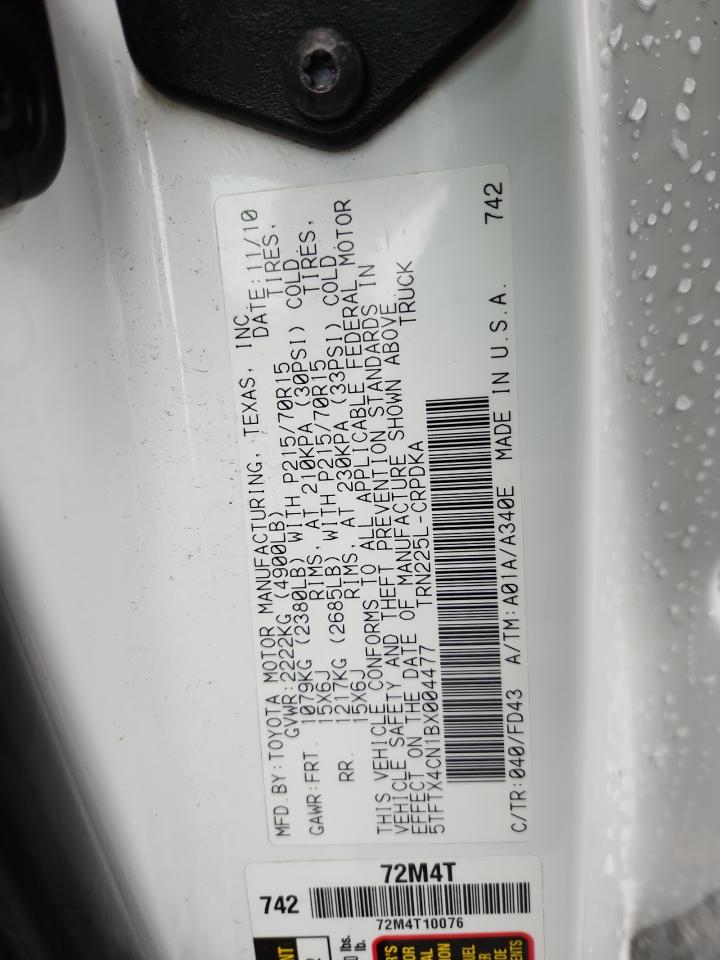 MFD.BY:TOYOTA MOTOR MANUFACTURING, TEXAS, INC. DATE:11/10
GVWR:2222KG (4900LB)
GAWR:FRT. 1079KG (2380LB) WITH P215/70R15 TIRES,
15X6J RIMS, AT 210KPA (30PSI) COLD
RR. 1217KG (2685LB) WITH P215/70R15 TIRES,
15X6J RIMS, AT 230KPA (33PSI) COLD
THIS VEHICLE CONFORMS TO ALL APPLICABLE FEDERAL MOTOR
VEHICLE SAFETY AND THEFT PREVENTION STANDARDS IN
EFFECT ON THE DATE OF MANUFACTURE SHOWN ABOVE.
5TFTX4CN1BX004477 TRN225L-CRPDKA TRUCK
C/TR:040/FD43 A/TM:A01A/A340E MADE IN U.S.A. 742
72M4T
742
72M4T10076
lbs.
lb.